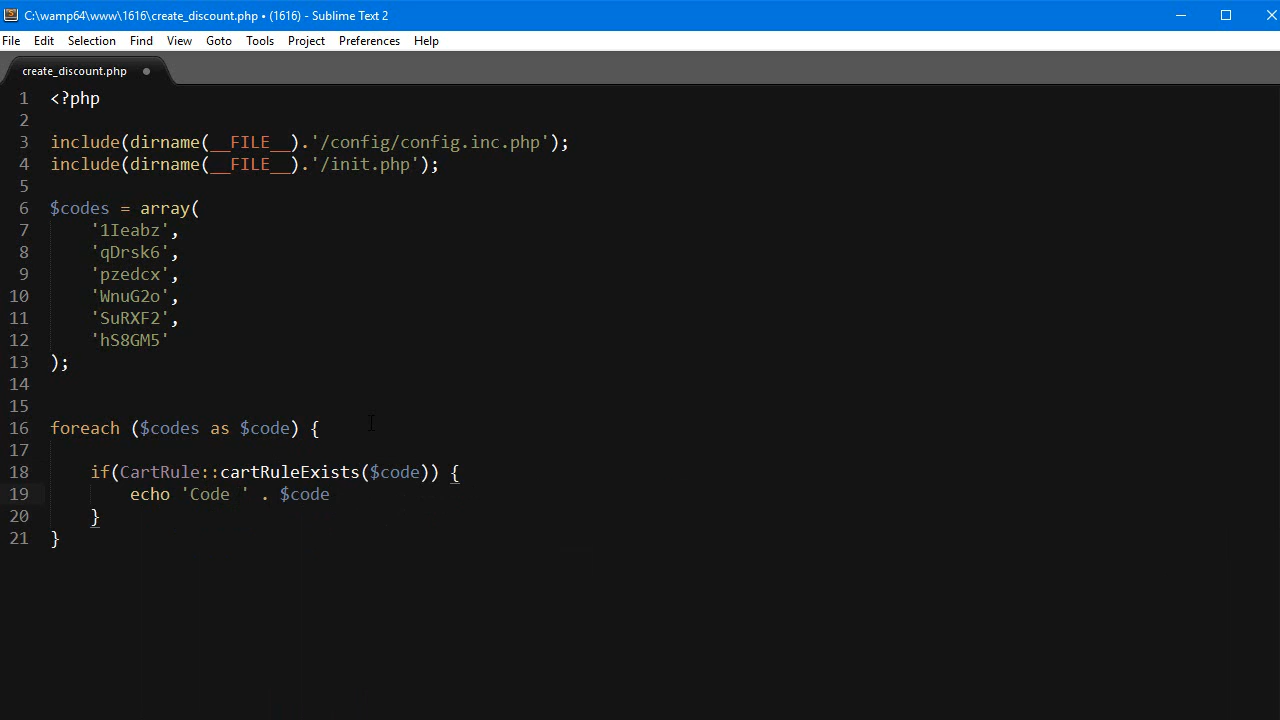 C:\wamp64\www\1616\create_discount.php • (1616) - Sublime Text 2
File Edit Selection Find View Goto Tools Project Preferences Help
create_discount.php
1 <?php
2
3 include(dirname(__FILE__).'/config/config.inc.php');
4 include(dirname(__FILE__).'/init.php');
5
6 $codes = array(
7 '1Ieabz',
8 'qDrsk6',
9 'pzedcx',
10 'WnuG2o',
11 'SuRXF2',
12 'hS8GM5'
13 );
14
15
16 foreach ($codes as $code) {
17
18 if(CartRule::cartRuleExists($code)) {
19 echo 'Code ' . $code
20 }
21 }